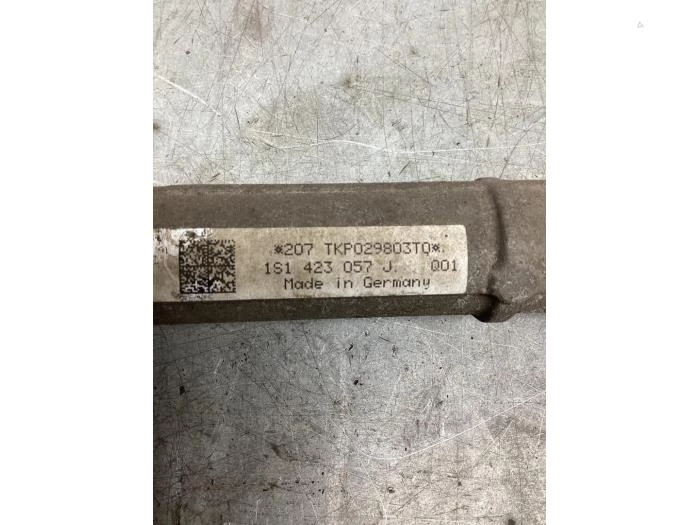 *207 TKP029803TQ*
1S1 423 057 J. Q01
Made in Germany